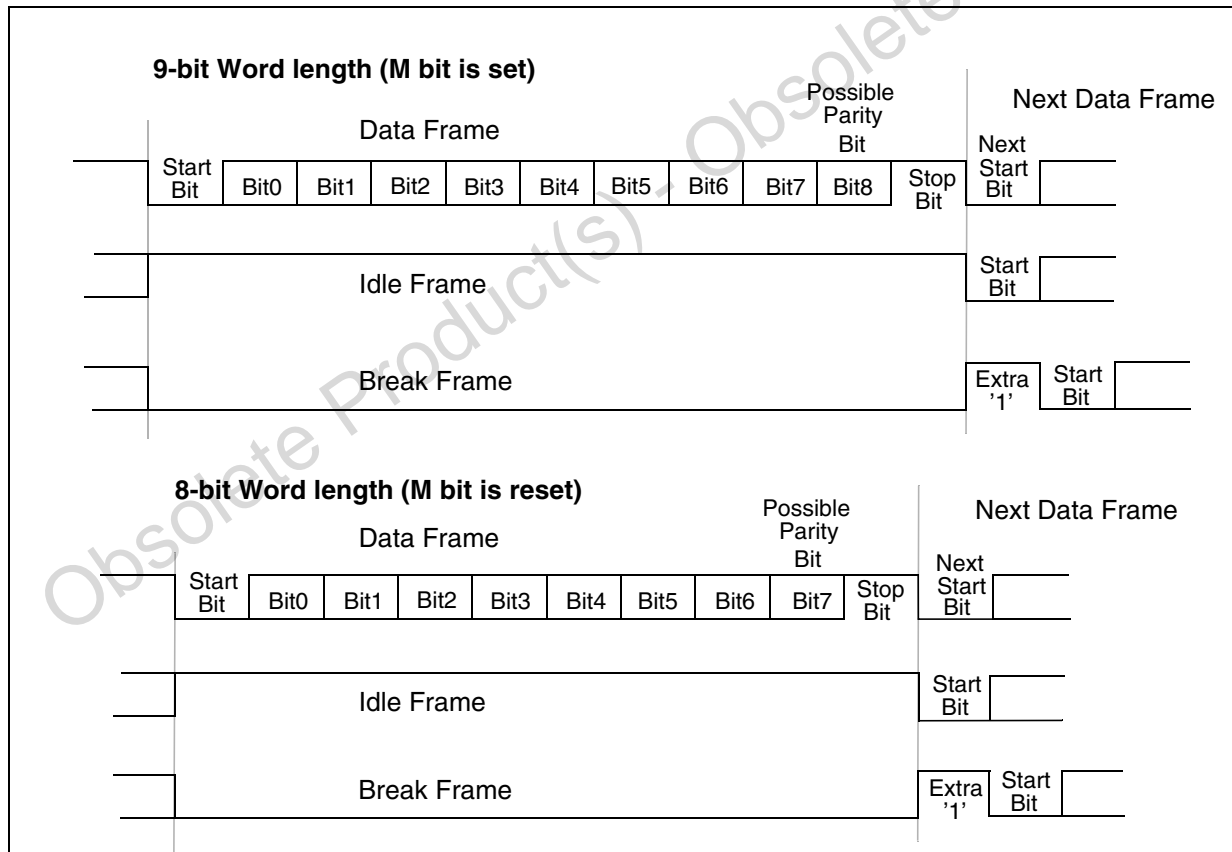 Obsolete Product(s) - Obsolete
9-bit Word length (M bit is set)
Possible
Parity
Bit
Next Data Frame
Data Frame
Start
Bit
Bit0
Bit1
Bit2
Bit3
Bit4
Bit5
Bit6
Bit7
Bit8
Stop
Bit
Next
Start
Bit
Idle Frame
Start
Bit
Break Frame
Extra
'1'
Start
Bit
8-bit Word length (M bit is reset)
Possible
Parity
Bit
Next Data Frame
Data Frame
Start
Bit
Bit0
Bit1
Bit2
Bit3
Bit4
Bit5
Bit6
Bit7
Stop
Bit
Next
Start
Bit
Idle Frame
Start
Bit
Break Frame
Extra
'1'
Start
Bit